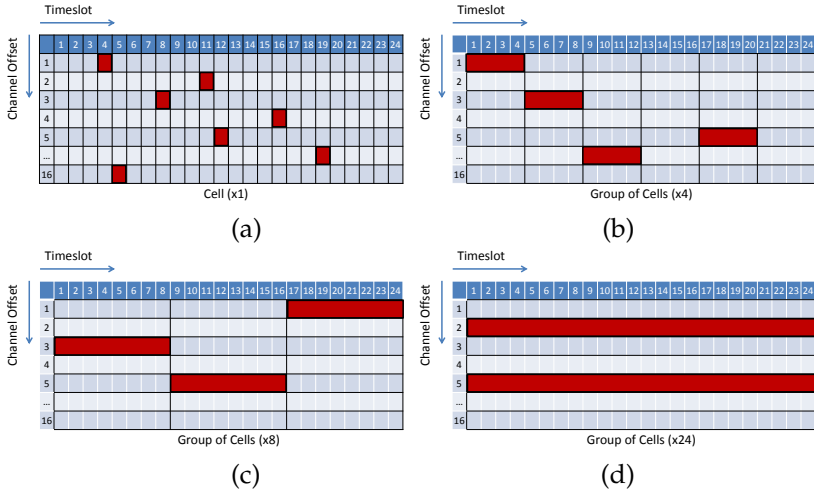 Timeslot
Channel Offset
1 2 3 4 5 6 7 8 9 10 11 12 13 14 15 16 17 18 19 20 21 22 23 24
1
2
3
4
5
...
16
Cell (x1)
(a)
Timeslot
Channel Offset
1 2 3 4 5 6 7 8 9 10 11 12 13 14 15 16 17 18 19 20 21 22 23 24
1
2
3
4
5
...
16
Group of Cells (x4)
(b)
Timeslot
Channel Offset
1 2 3 4 5 6 7 8 9 10 11 12 13 14 15 16 17 18 19 20 21 22 23 24
1
2
3
4
5
...
16
Group of Cells (x8)
(c)
Timeslot
Channel Offset
1 2 3 4 5 6 7 8 9 10 11 12 13 14 15 16 17 18 19 20 21 22 23 24
1
2
3
4
5
...
16
Group of Cells (x24)
(d)